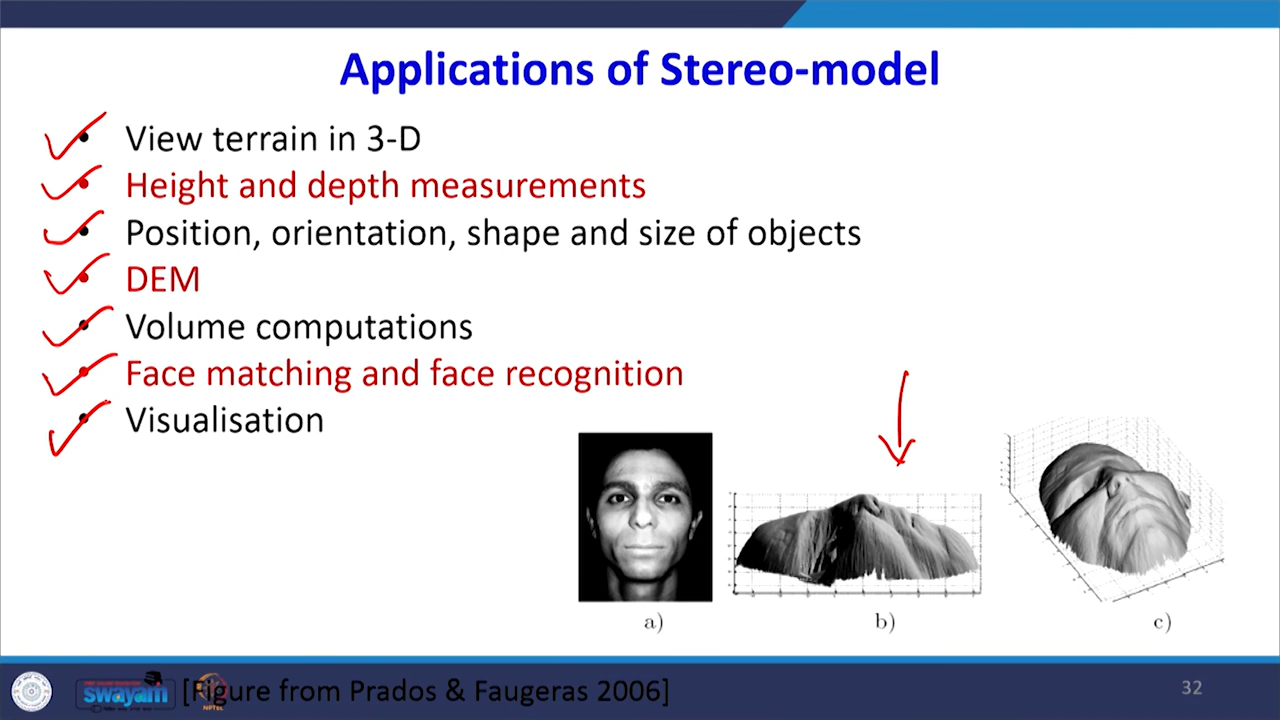 Applications of Stereo-model
• View terrain in 3-D
• Height and depth measurements
• Position, orientation, shape and size of objects
• DEM
• Volume computations
• Face matching and face recognition
• Visualisation
a)
b)
c)
swayam
NPTEL
[Figure from Prados & Faugeras 2006]
32